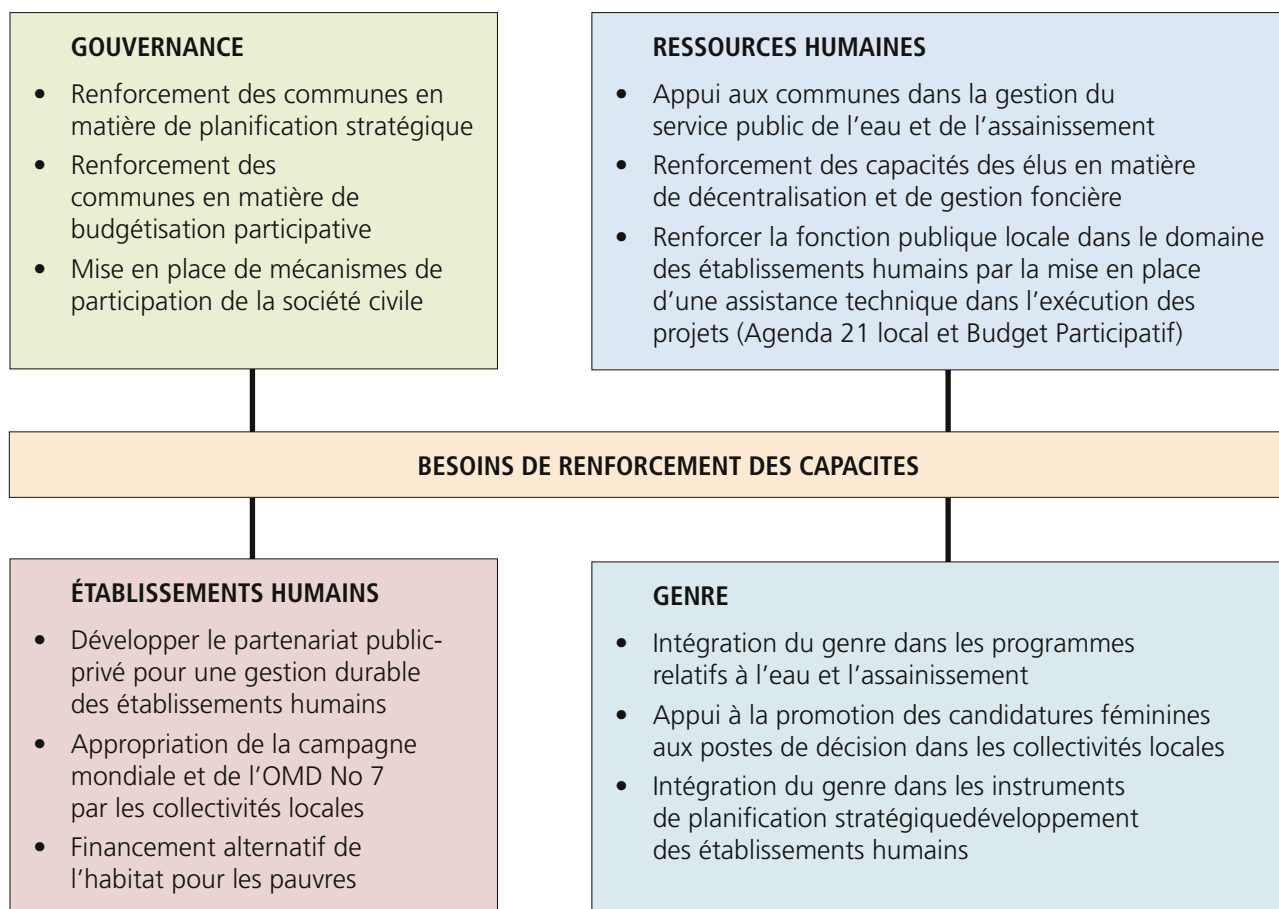 GOUVERNANCE
• Renforcement des communes en
matière de planification stratégique
• Renforcement des
communes en matière de
budgétisation participative
• Mise en place de mécanismes de
participation de la société civile
RESSOURCES HUMAINES
• Appui aux communes dans la gestion du
service public de l’eau et de l’assainissement
• Renforcement des capacités des élus en matière
de décentralisation et de gestion foncière
• Renforcer la fonction publique locale dans le domaine
des établissements humains par la mise en place
d’une assistance technique dans l’exécution des
projets (Agenda 21 local et Budget Participatif)
BESOINS DE RENFORCEMENT DES CAPACITES
ÉTABLISSEMENTS HUMAINS
• Développer le partenariat public-
privé pour une gestion durable
des établissements humains
• Appropriation de la campagne
mondiale et de l’OMD No 7
par les collectivités locales
• Financement alternatif de
l’habitat pour les pauvres
GENRE
• Intégration du genre dans les programmes
relatifs à l’eau et l’assainissement
• Appui à la promotion des candidatures féminines
aux postes de décision dans les collectivités locales
• Intégration du genre dans les instruments
de planification stratégiquedéveloppement
des établissements humains